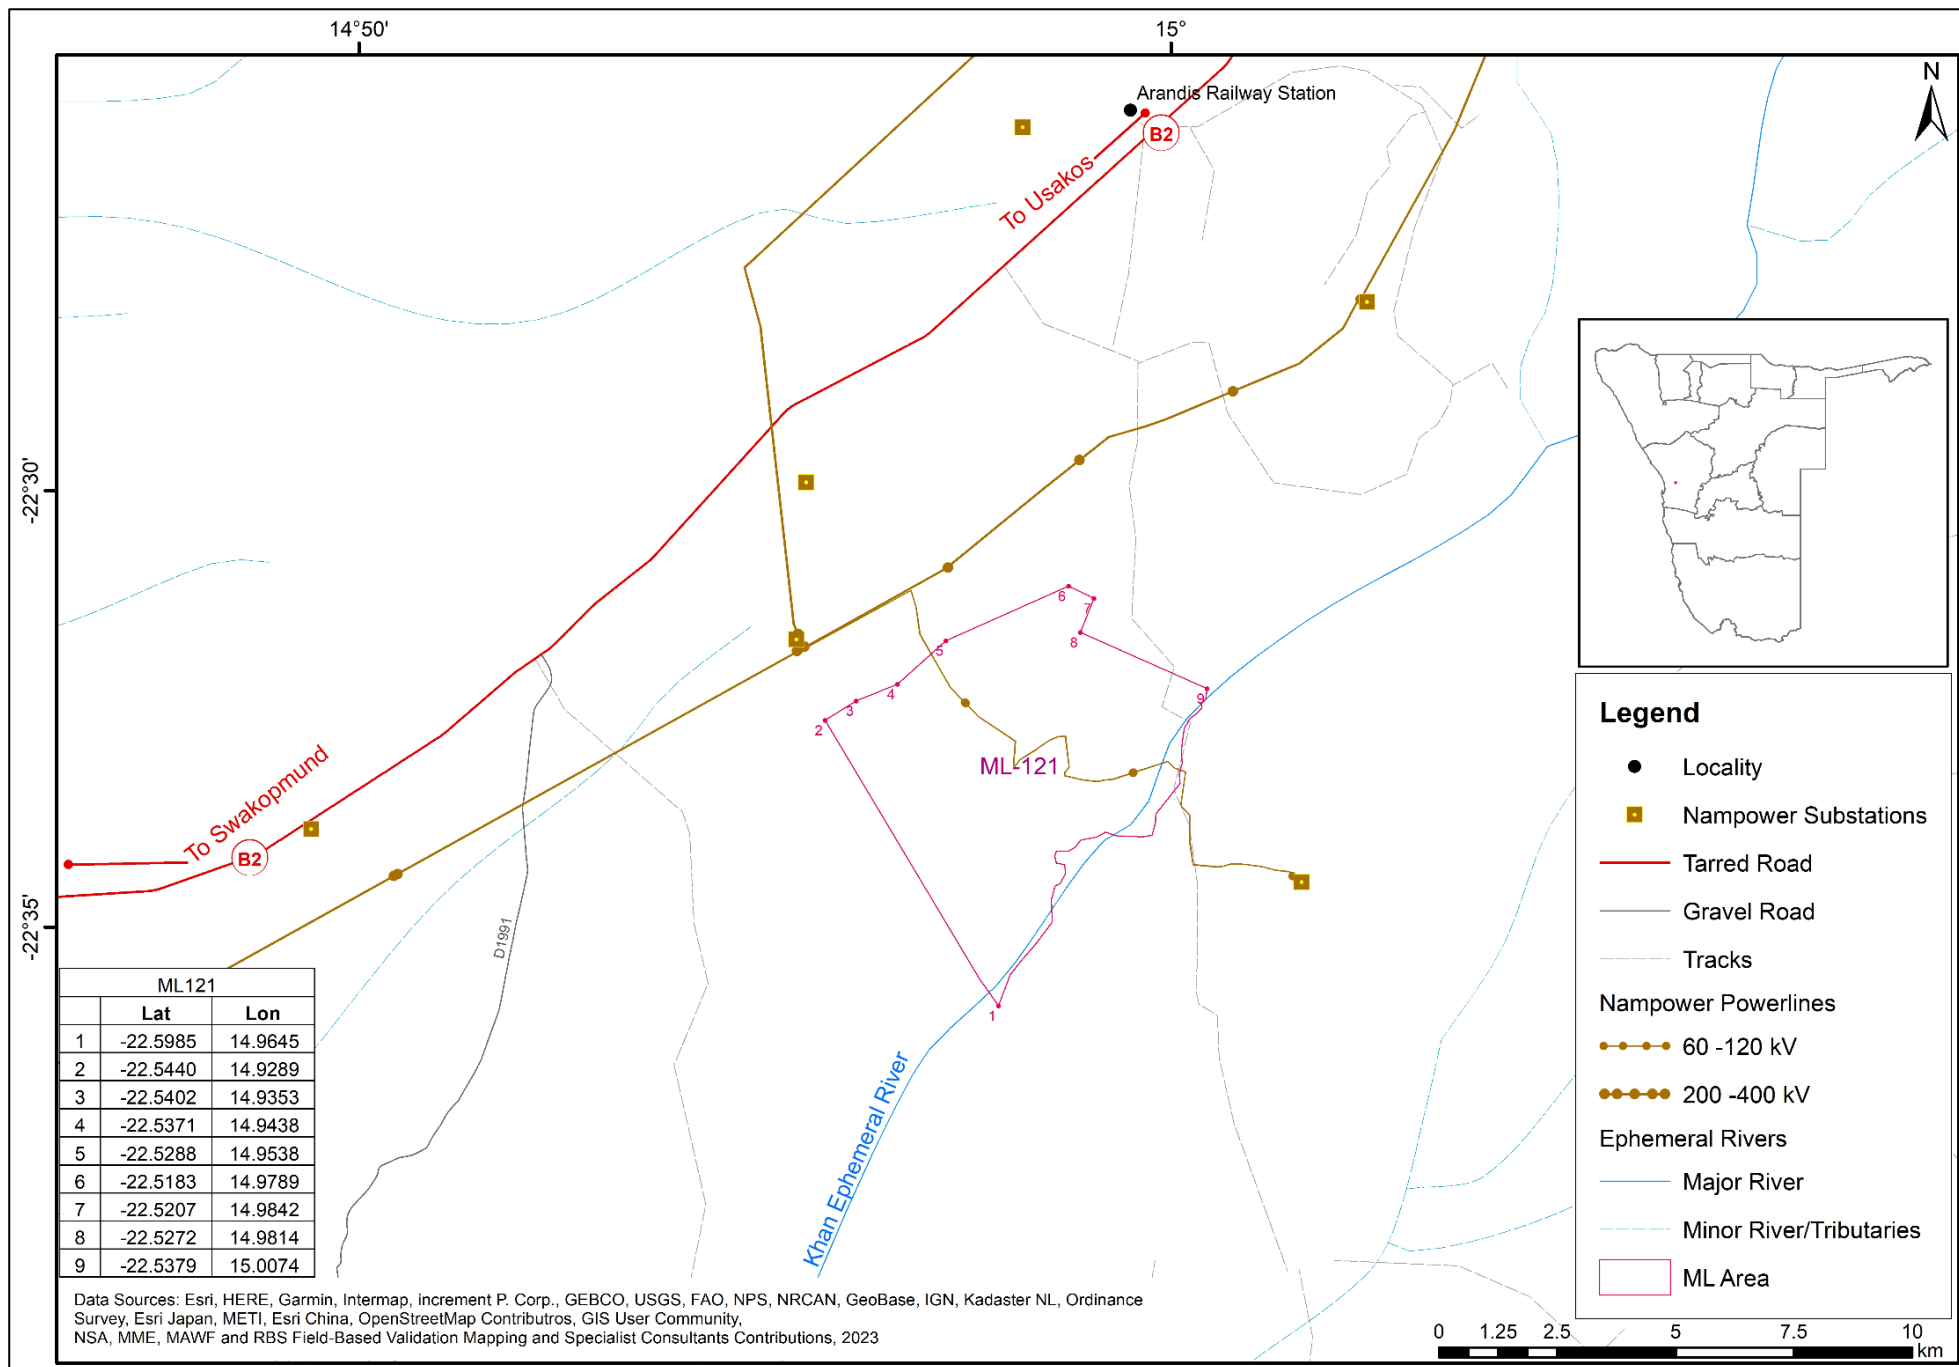 14°50'
15°
N
Arandis Railway Station
B2
To Usakos
-22°30'
6
7
8
5
4
9
3
2
ML-121
To Swakopmund
B2
D1991
-22°35'
1
Khan Ephemeral River
ML121
Lat Lon
1 -22.5985 14.9645
2 -22.5440 14.9289
3 -22.5402 14.9353
4 -22.5371 14.9438
5 -22.5288 14.9538
6 -22.5183 14.9789
7 -22.5207 14.9842
8 -22.5272 14.9814
9 -22.5379 15.0074
Legend
Locality
Nampower Substations
Tarred Road
Gravel Road
Tracks
Nampower Powerlines
60 -120 kV
200 -400 kV
Ephemeral Rivers
Major River
Minor River/Tributaries
ML Area
Data Sources: Esri, HERE, Garmin, Intermap, increment P. Corp., GEBCO, USGS, FAO, NPS, NRCAN, GeoBase, IGN, Kadaster NL, Ordinance
Survey, Esri Japan, METI, Esri China, OpenStreetMap Contributros, GIS User Community,
NSA, MME, MAWF and RBS Field-Based Validation Mapping and Specialist Consultants Contributions, 2023
0 1.25 2.5 5 7.5 10
km